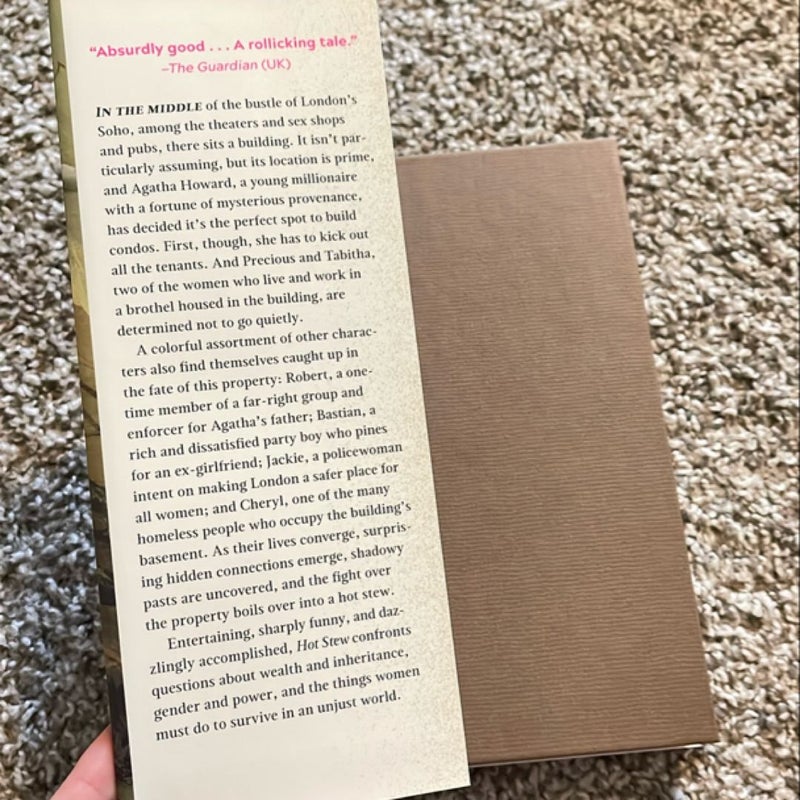 “Absurdly good . . . A rollicking tale.”
–The Guardian (UK)
IN THE MIDDLE of the bustle of London’s
Soho, among the theaters and sex shops
and pubs, there sits a building. It isn’t par-
ticularly assuming, but its location is prime,
and Agatha Howard, a young millionaire
with a fortune of mysterious provenance,
has decided it’s the perfect spot to build
condos. First, though, she has to kick out
all the tenants. And Precious and Tabitha,
two of the women who live and work in
a brothel housed in the building, are
determined not to go quietly.
A colorful assortment of other charac-
ters also find themselves caught up in
the fate of this property: Robert, a one-
time member of a far-right group and
enforcer for Agatha’s father; Bastian, a
rich and dissatisfied party boy who pines
for an ex-girlfriend; Jackie, a policewoman
intent on making London a safer place for
all women; and Cheryl, one of the many
homeless people who occupy the building’s
basement. As their lives converge, surpris-
ing hidden connections emerge, shadowy
pasts are uncovered, and the fight over
the property boils over into a hot stew.
Entertaining, sharply funny, and daz-
zlingly accomplished, Hot Stew confronts
questions about wealth and inheritance,
gender and power, and the things women
must do to survive in an unjust world.